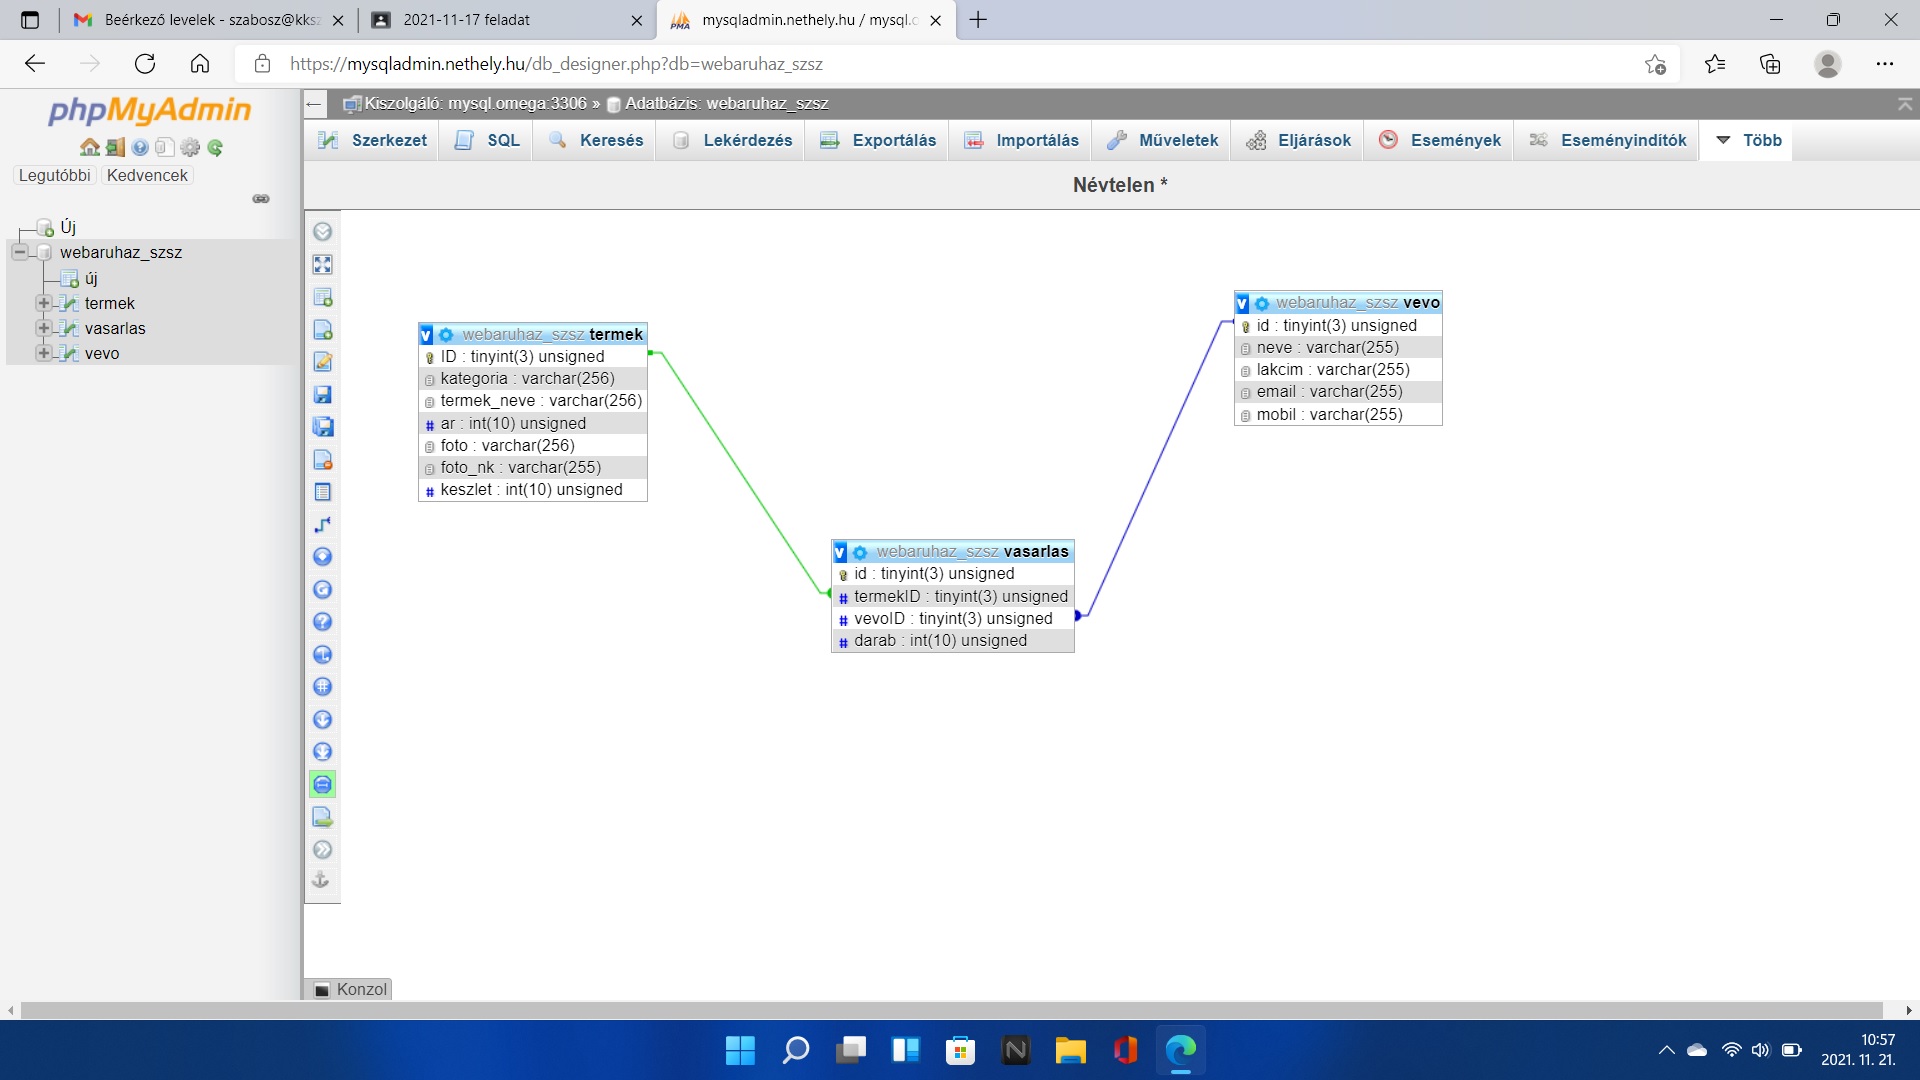 Beérkező levelek - szabosz@kksz
2021-11-17 feladat
mysqladmin.nethely.hu / mysql.o
https://mysqladmin.nethely.hu/db_designer.php?db=webaruhaz_szsz
phpMyAdmin
Legutóbbi
Kedvencek
Új
webaruhaz_szsz
új
termek
vasarlas
vevo
Kiszolgáló: mysql.omega:3306 » Adatbázis: webaruhaz_szsz
Szerkezet
SQL
Keresés
Lekérdezés
Exportálás
Importálás
Műveletek
Eljárások
Események
Eseményindítók
Több
Névtelen *
v webaruhaz_szsz termek
ID : tinyint(3) unsigned
kategoria : varchar(256)
termek_neve : varchar(256)
# ar : int(10) unsigned
foto : varchar(256)
foto_nk : varchar(255)
# keszlet : int(10) unsigned
v webaruhaz_szsz vasarlas
id : tinyint(3) unsigned
# termekID : tinyint(3) unsigned
# vevoID : tinyint(3) unsigned
# darab : int(10) unsigned
v webaruhaz_szsz vevo
id : tinyint(3) unsigned
neve : varchar(255)
lakcim : varchar(255)
email : varchar(255)
mobil : varchar(255)
Konzol
10:57
2021. 11. 21.